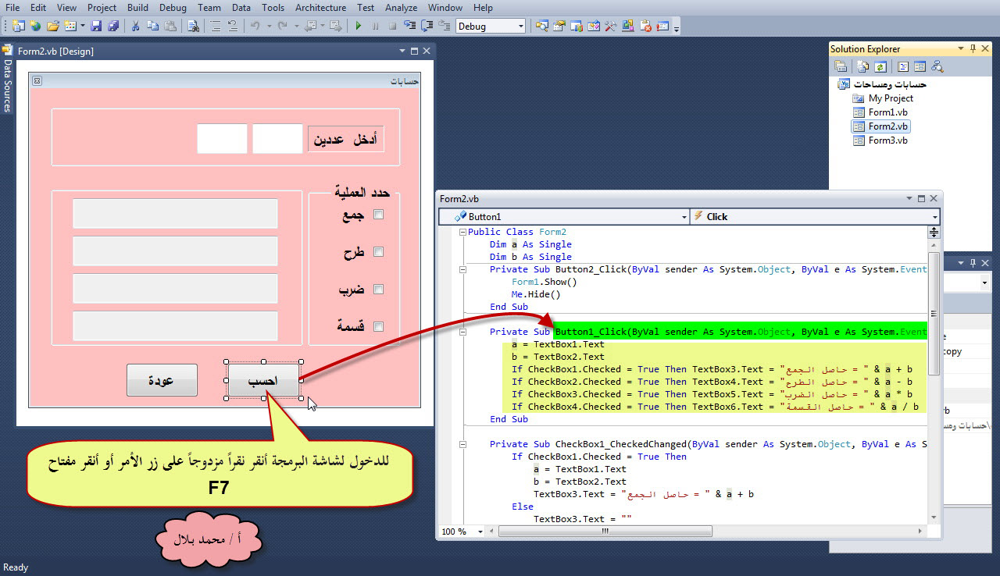 File Edit View Project Build Debug Team Data Tools Architecture Test Analyze Window Help
Debug
Data Sources
Form2.vb [Design]
حسابات
أدخل عددين
حدد العملية
جمع
طرح
ضرب
قسمة
احسب
عودة
للدخول لشاشة البرمجة أنقر نقراً مزدوجاً على زر الأمر أو أنقر مفتاح
F7
أ / محمد بلال
Form2.vb
Button1
Click
Public Class Form2
Dim a As Single
Dim b As Single
Private Sub Button2_Click(ByVal sender As System.Object, ByVal e As System.Event
Form1.Show()
Me.Hide()
End Sub
Private Sub Button1_Click(ByVal sender As System.Object, ByVal e As System.Event
a = TextBox1.Text
b = TextBox2.Text
If CheckBox1.Checked = True Then TextBox3.Text = "حاصل الجمع = " & a + b
If CheckBox2.Checked = True Then TextBox4.Text = "حاصل الطرح = " & a - b
If CheckBox3.Checked = True Then TextBox5.Text = "حاصل الضرب = " & a * b
If CheckBox4.Checked = True Then TextBox6.Text = "حاصل القسمة = " & a / b
End Sub
Private Sub CheckBox1_CheckedChanged(ByVal sender As System.Object, ByVal e As S
If CheckBox1.Checked = True Then
a = TextBox1.Text
b = TextBox2.Text
TextBox3.Text = "حاصل الجمع = " & a + b
Else
TextBox3.Text = ""
100 %
Solution Explorer
حسابات ومساحات
My Project
Form1.vb
Form2.vb
Form3.vb
Ready